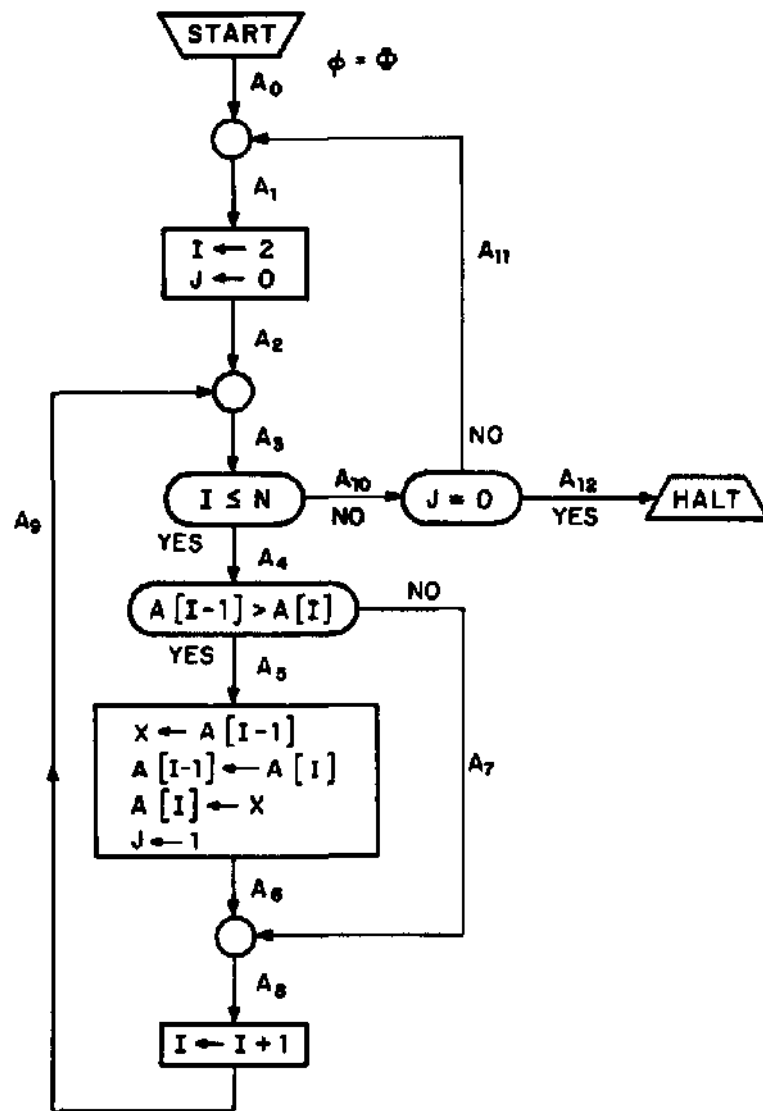 START
ϕ = Φ
A₀
A₁
I ← 2
J ← 0
A₁₁
A₂
A₃
NO
I ≤ N
A₁₀
NO
J = 0
A₁₂
YES
HALT
A₉
YES
A₄
A[I-1] > A[I]
NO
YES
A₅
X ← A[I-1]
A[I-1] ← A[I]
A[I] ← X
J ← 1
A₇
A₆
A₈
I ← I + 1